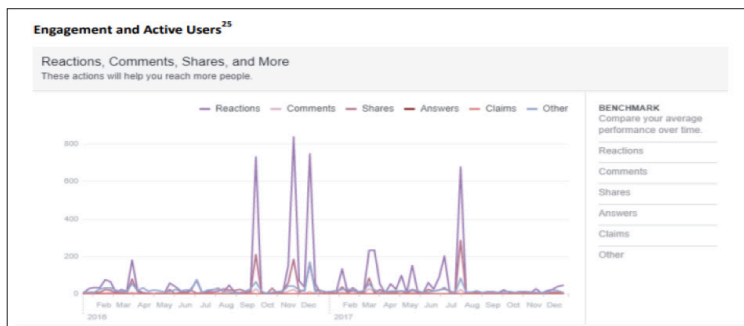 Engagement and Active Users25
Reactions, Comments, Shares, and More
These actions will help you reach more people.
Reactions Comments Shares Answers Claims Other
BENCHMARK
Compare your average
performance over time.
Reactions
Comments
Shares
Answers
Claims
Other
800
600
400
200
0
Feb Mar Apr May Jun Jul Aug Sep Oct Nov Dec Feb Mar Apr May Jun Jul Aug Sep Oct Nov Dec
2016 2017